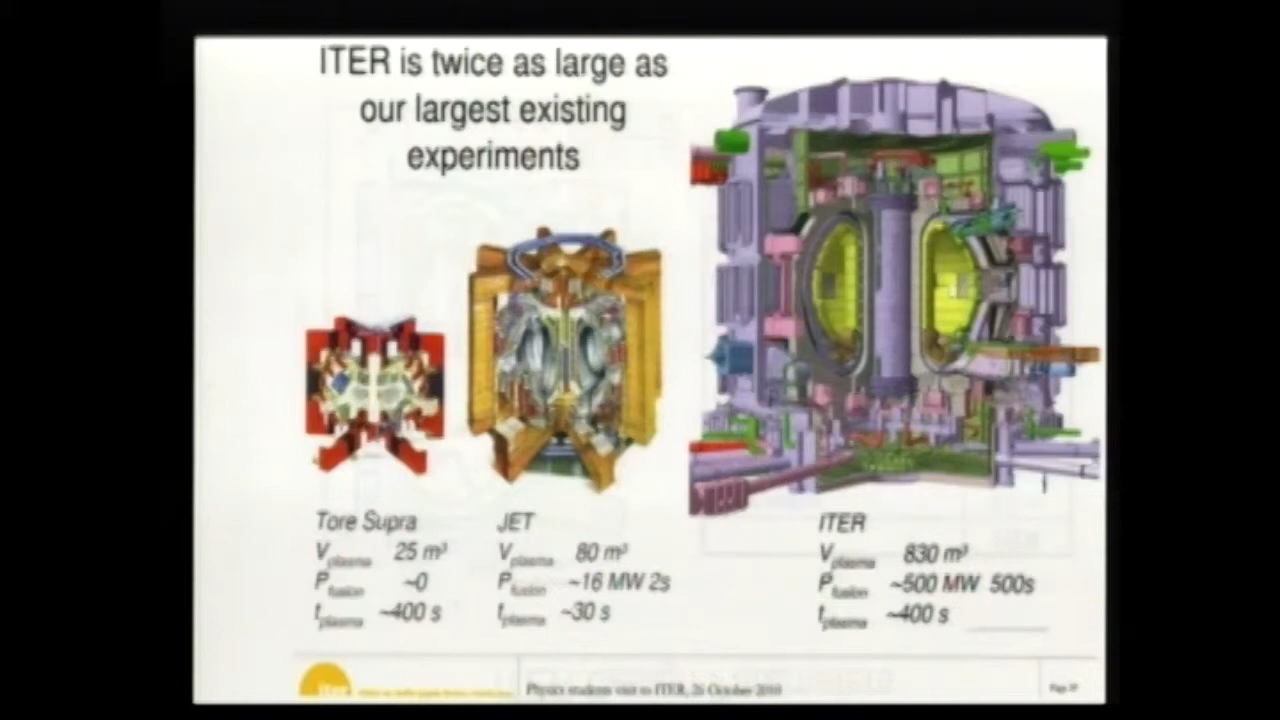 ITER is twice as large as
our largest existing
experiments
Tore Supra
Vplasma 25 m³
Pfusion ~0
tplasma ~400 s
JET
Vplasma 80 m³
Pfusion ~16 MW 2s
tplasma ~30 s
ITER
Vplasma 830 m³
Pfusion ~500 MW 500s
tplasma ~400 s
Physics students visit to ITER, 26 October 2010